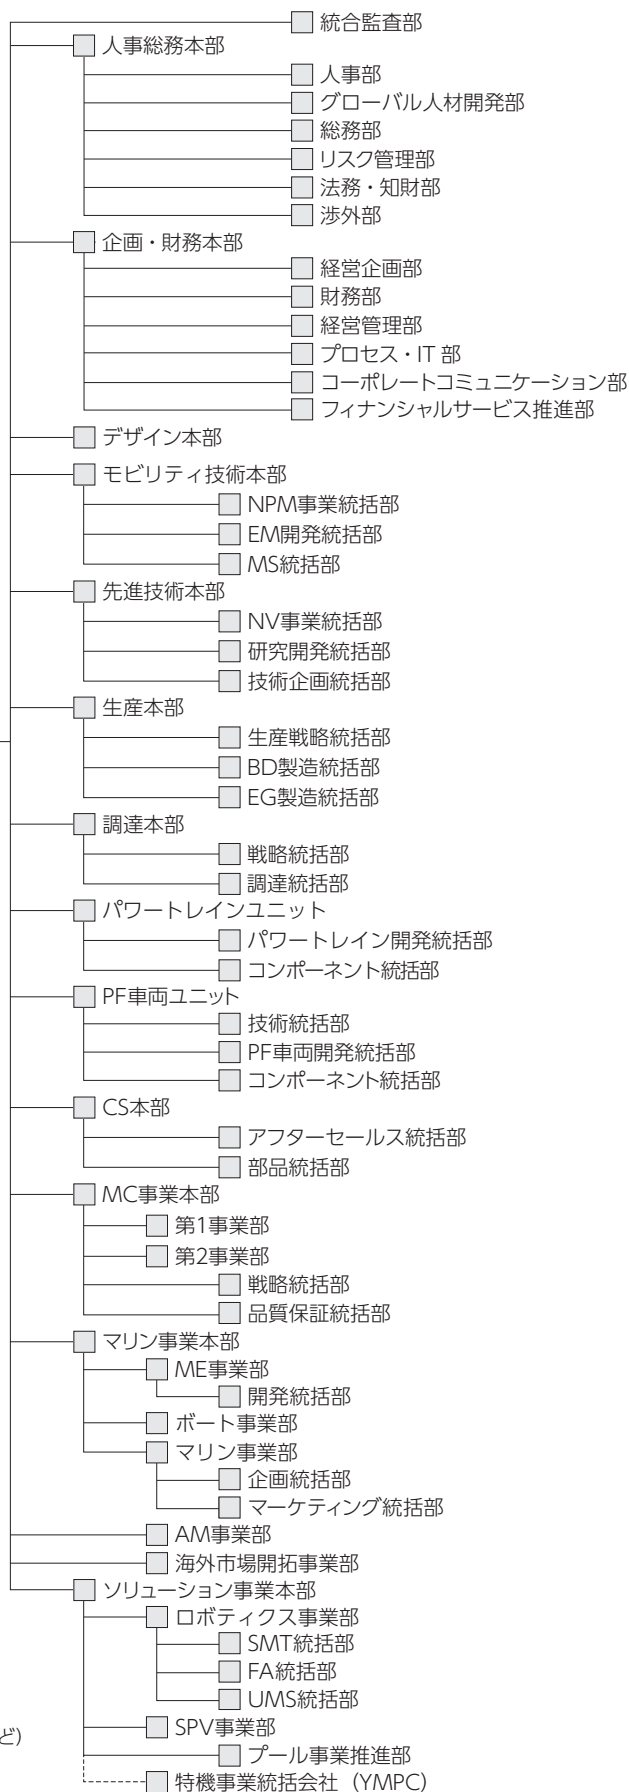 統合監査部
人事総務本部
人事部
グローバル人材開発部
総務部
リスク管理部
法務・知財部
渉外部
企画・財務本部
経営企画部
財務部
経営管理部
プロセス・IT 部
コーポレートコミュニケーション部
フィナンシャルサービス推進部
デザイン本部
モビリティ技術本部
NPM事業統括部
EM開発統括部
MS統括部
先進技術本部
NV事業統括部
研究開発統括部
技術企画統括部
生産本部
生産戦略統括部
BD製造統括部
EG製造統括部
調達本部
戦略統括部
調達統括部
パワートレインユニット
パワートレイン開発統括部
コンポーネント統括部
PF車両ユニット
技術統括部
PF車両開発統括部
コンポーネント統括部
CS本部
アフターセールス統括部
部品統括部
MC事業本部
第1事業部
第2事業部
戦略統括部
品質保証統括部
マリン事業本部
ME事業部
開発統括部
ボート事業部
マリン事業部
企画統括部
マーケティング統括部
AM事業部
海外市場開拓事業部
ソリューション事業本部
ロボティクス事業部
SMT統括部
FA統括部
UMS統括部
SPV事業部
ど)
プール事業推進部
特機事業統括会社（YMPC）